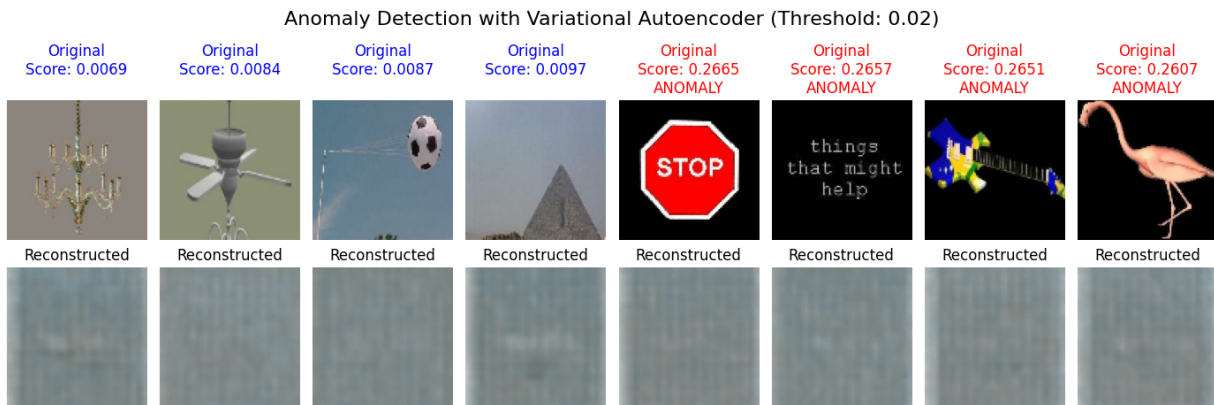 Anomaly Detection with Variational Autoencoder (Threshold: 0.02)
Original
Score: 0.0069
Original
Score: 0.0084
Original
Score: 0.0087
Original
Score: 0.0097
Original
Score: 0.2665
ANOMALY
Original
Score: 0.2657
ANOMALY
Original
Score: 0.2651
ANOMALY
Original
Score: 0.2607
ANOMALY
STOP
things
that might
help
Reconstructed
Reconstructed
Reconstructed
Reconstructed
Reconstructed
Reconstructed
Reconstructed
Reconstructed